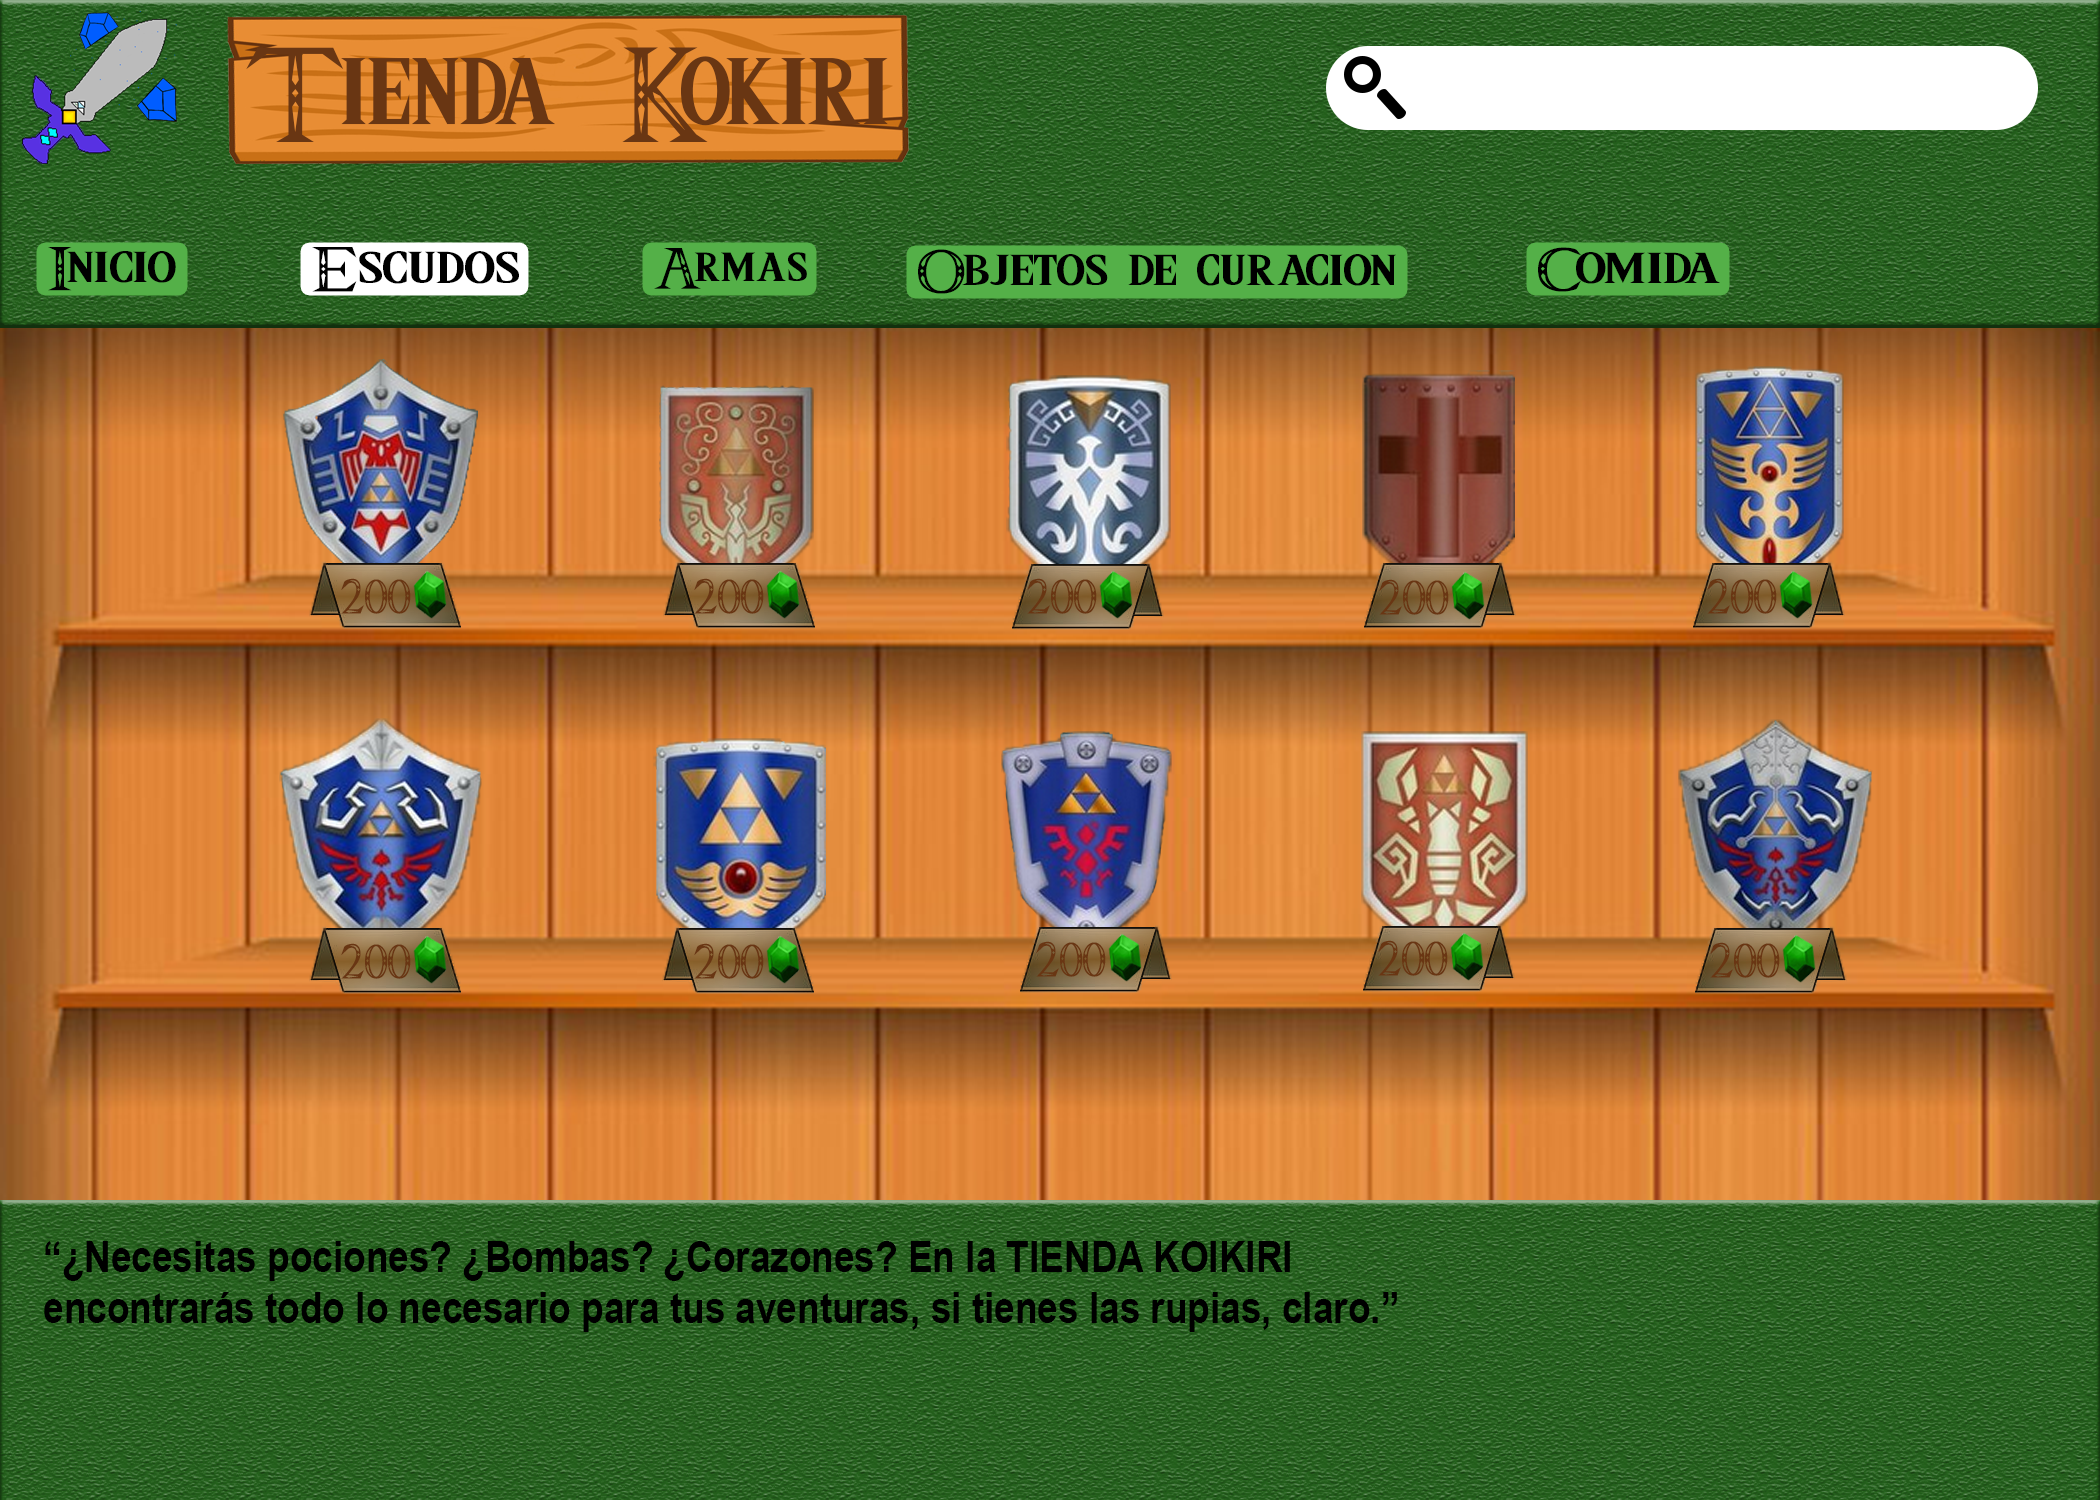 TIENDA KOKIRI
INICIO
ESCUDOS
ARMAS
OBJETOS DE CURACION
COMIDA
200
200
200
200
200
200
200
200
200
200
“¿Necesitas pociones? ¿Bombas? ¿Corazones? En la TIENDA KOIKIRI
encontrarás todo lo necesario para tus aventuras, si tienes las rupias, claro.”